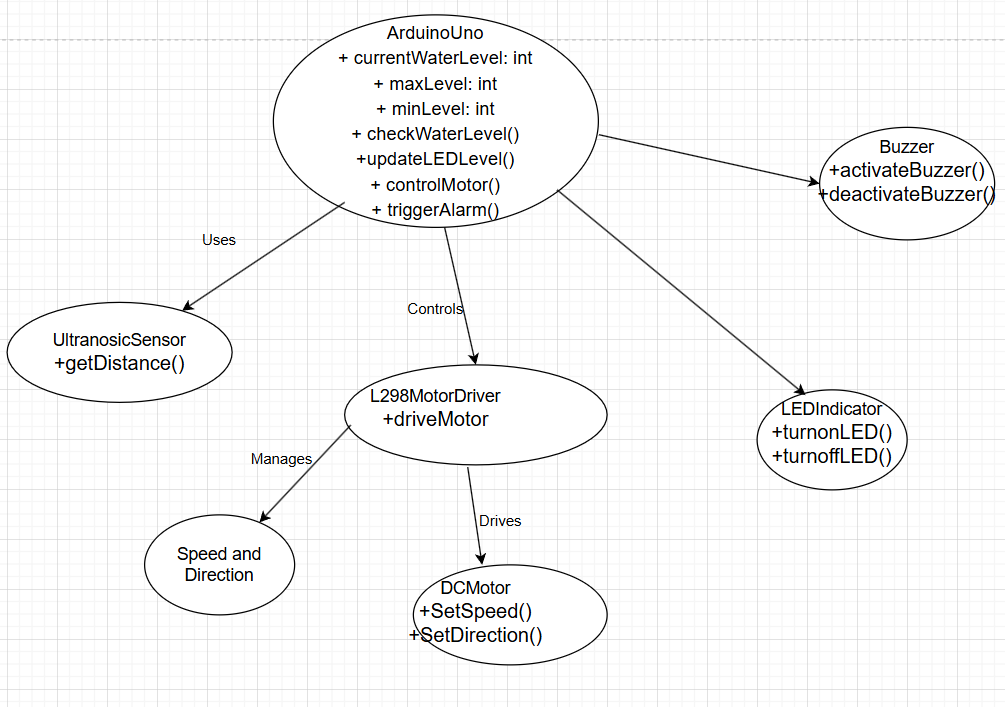 ArduinoUno
+ currentWaterLevel: int
+ maxLevel: int
+ minLevel: int
+ checkWaterLevel()
+updateLEDLevel()
+ controlMotor()
+ triggerAlarm()
Buzzer
+activateBuzzer()
+deactivateBuzzer()
Uses
Controls
UltranosicSensor
+getDistance()
L298MotorDriver
+driveMotor
LEDIndicator
+turnonLED()
+turnoffLED()
Manages
Drives
Speed and
Direction
DCMotor
+SetSpeed()
+SetDirection()